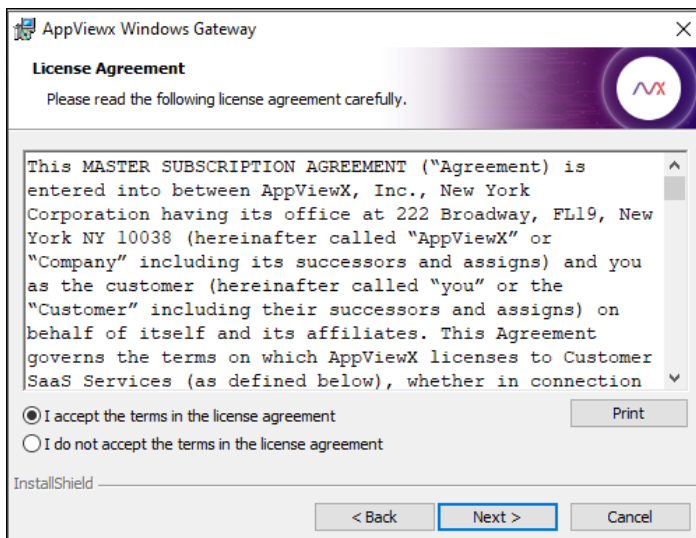 AppViewx Windows Gateway
License Agreement
Please read the following license agreement carefully.
This MASTER SUBSCRIPTION AGREEMENT (“Agreement) is
entered into between AppViewX, Inc., New York
Corporation having its office at 222 Broadway, FL19, New
York NY 10038 (hereinafter called “AppViewX” or
“Company” including its successors and assigns) and you
as the customer (hereinafter called “you” or the
“Customer” including their successors and assigns) on
behalf of itself and its affiliates. This Agreement
governs the terms on which AppViewX licenses to Customer
SaaS Services (as defined below), whether in connection
I accept the terms in the license agreement
Print
I do not accept the terms in the license agreement
InstallShield
< Back Next > Cancel